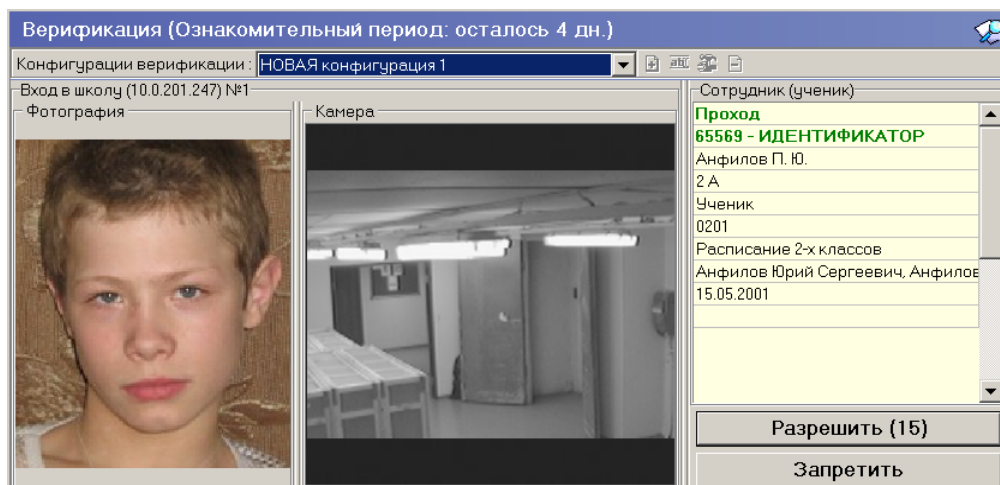 Верификация (Ознакомительный период: осталось 4 дн.)
Конфигурации верификации : НОВАЯ конфигурация 1
Вход в школу (10.0.201.247) №1
Фотография
Камера
Сотрудник (ученик)
Проход
65569 - ИДЕНТИФИКАТОР
Анфилов П. Ю.
2 А
Ученик
0201
Расписание 2-х классов
Анфилов Юрий Сергеевич, Анфилов
15.05.2001
Разрешить (15)
Запретить